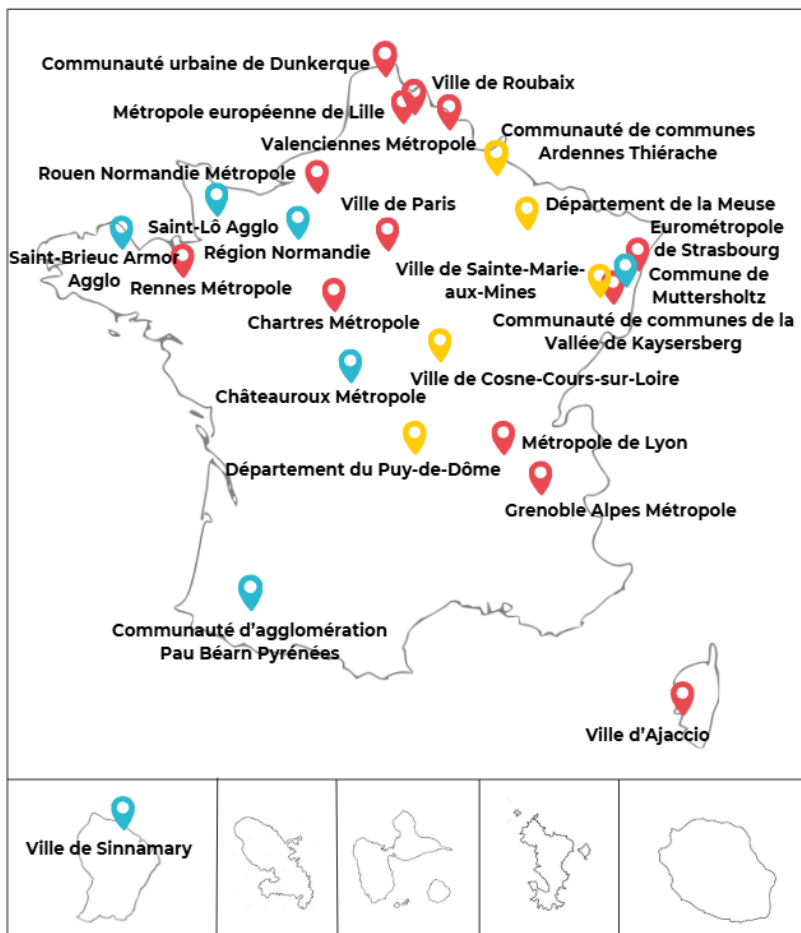 Communauté urbaine de Dunkerque
Ville de Roubaix
Métropole européenne de Lille
Valenciennes Métropole
Communauté de communes
Ardennes Thiérache
Rouen Normandie Métropole
Ville de Paris
Département de la Meuse
Saint-Lô Agglo
Eurométropole
de Strasbourg
Saint-Brieuc Armor
Agglo
Région Normandie
Ville de Sainte-Marie-
aux-Mines
Commune de
Muttersholtz
Rennes Métropole
Chartres Métropole
Communauté de communes de la
Vallée de Kaysersberg
Ville de Cosne-Cours-sur-Loire
Châteauroux Métropole
Métropole de Lyon
Département du Puy-de-Dôme
Grenoble Alpes Métropole
Communauté d’agglomération
Pau Béarn Pyrénées
Ville d’Ajaccio
Ville de Sinnamary